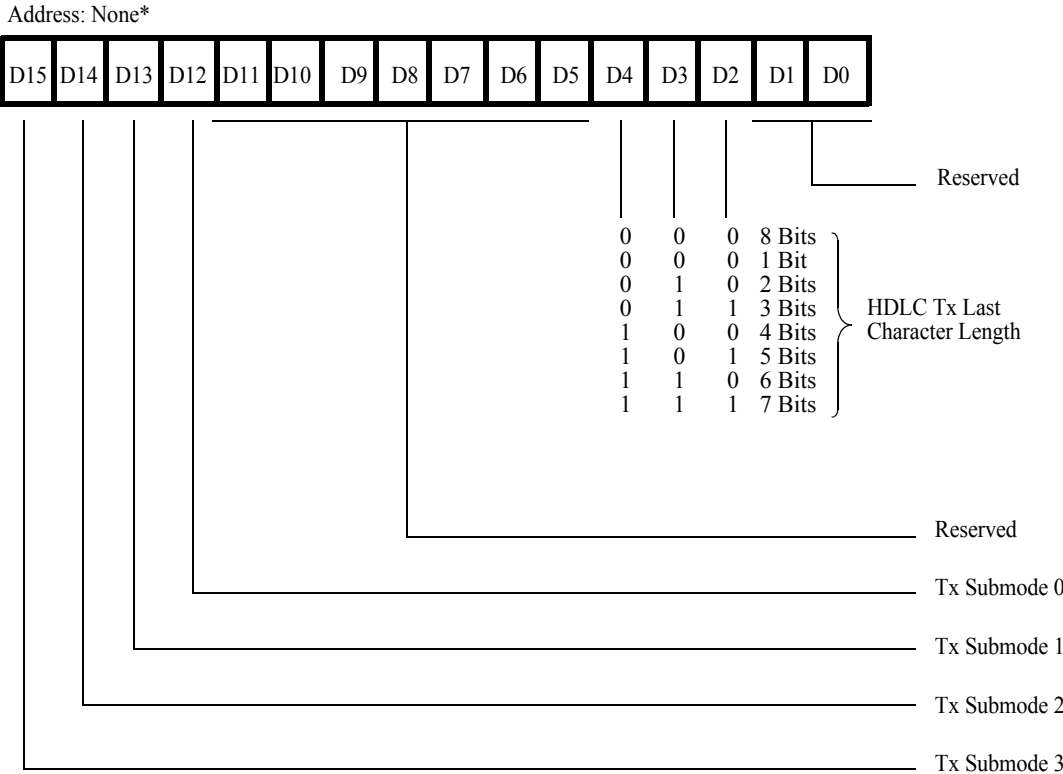 Address: None*
D15 D14 D13 D12 D11 D10 D9 D8 D7 D6 D5 D4 D3 D2 D1 D0
Reserved
0 0 0 8 Bits
0 0 0 1 Bit
0 1 0 2 Bits
0 1 1 3 Bits
1 0 0 4 Bits
1 0 1 5 Bits
1 1 0 6 Bits
1 1 1 7 Bits
HDLC Tx Last
Character Length
Reserved
Tx Submode 0
Tx Submode 1
Tx Submode 2
Tx Submode 3